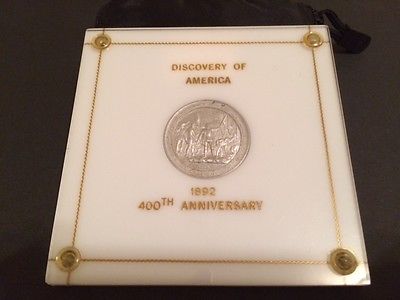 DISCOVERY OF
AMERICA
1892
400TH ANNIVERSARY